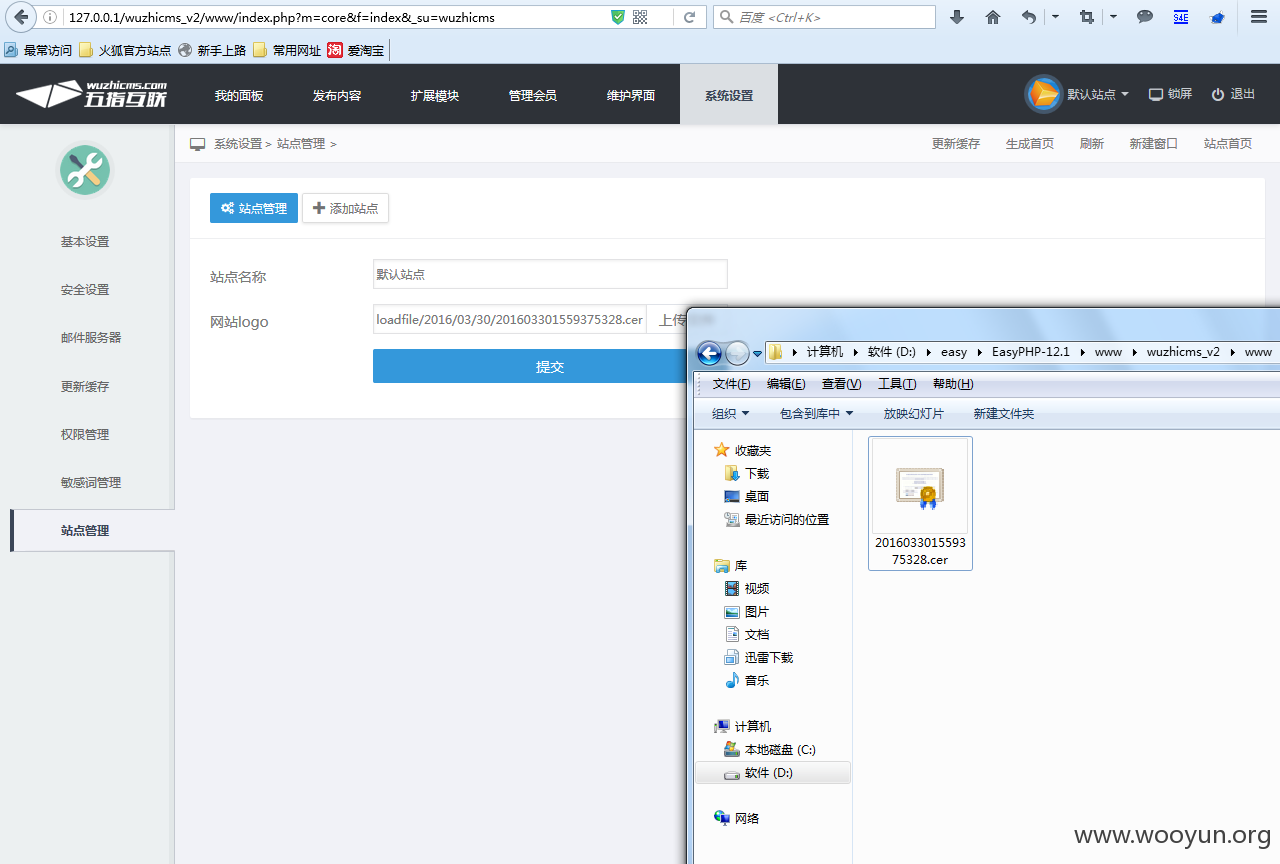 127.0.0.1/wuzhicms_v2/www/index.php?m=core&f=index&_su=wuzhicms
百度 <Ctrl+K>
S4E
最常访问 火狐官方站点 新手上路 常用网址 淘 爱淘宝
wuzhicms.com
五指互联
我的面板 发布内容 扩展模块 管理会员 维护界面 系统设置
默认站点 锁屏 退出
系统设置 > 站点管理 >
更新缓存 生成首页 刷新 新建窗口 站点首页
基本设置
安全设置
邮件服务器
更新缓存
权限管理
敏感词管理
站点管理
站点管理 添加站点
站点名称 默认站点
网站logo loadfile/2016/03/30/201603301559375328.cer 上传
提交
计算机 软件 (D:) easy EasyPHP-12.1 www wuzhicms_v2 www
文件(F) 编辑(E) 查看(V) 工具(T) 帮助(H)
组织 包含到库中 放映幻灯片 新建文件夹
收藏夹
下载
桌面
最近访问的位置
库
视频
图片
文档
迅雷下载
音乐
计算机
本地磁盘 (C:)
软件 (D:)
网络
2016033015593
75328.cer
www.wooyun.org